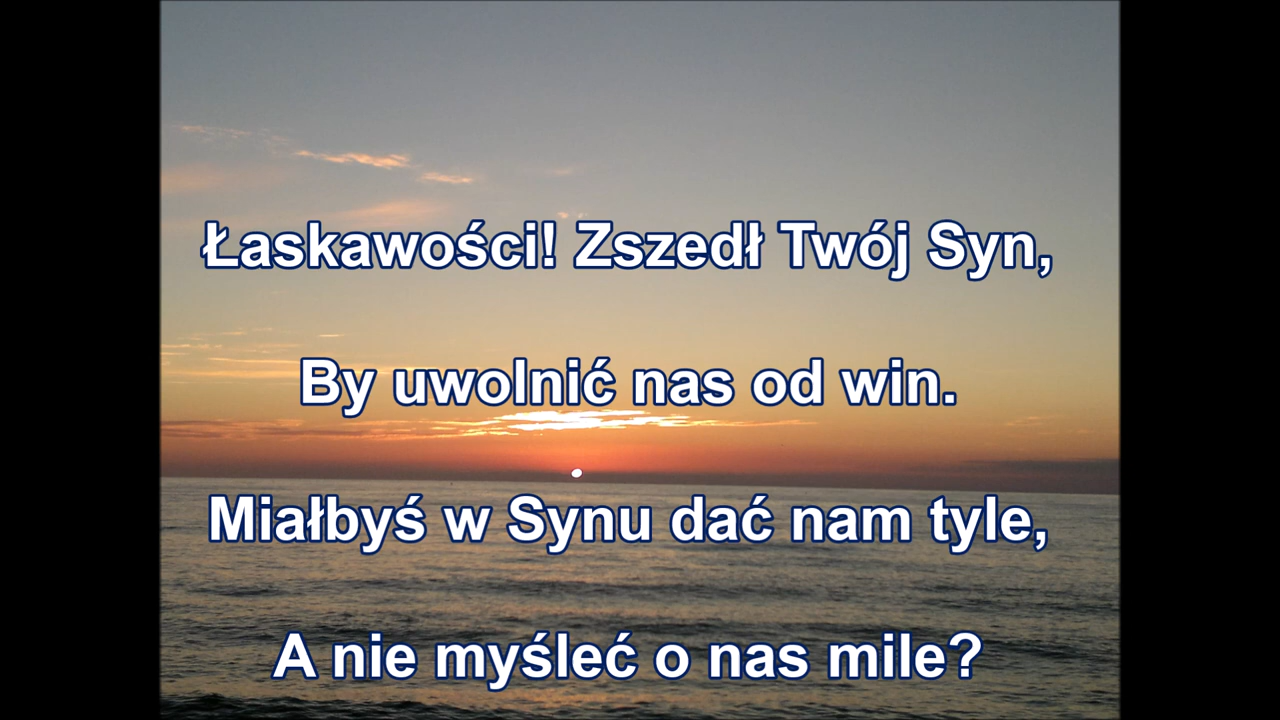 Łaskawości! Zszedł Twój Syn,
By uwolnić nas od win.
Miałbyś w Synu dać nam tyle,
A nie myśleć o nas mile?